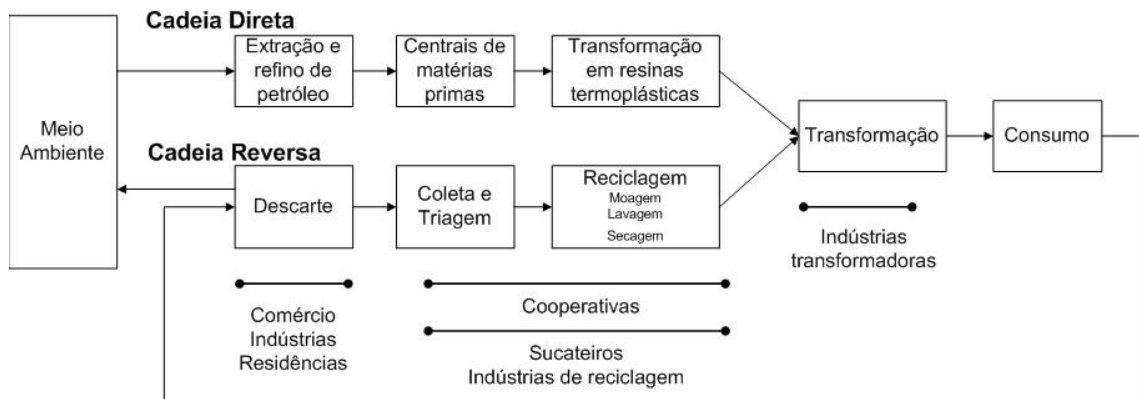 Cadeia Direta
Extração e
refino de
petróleo
Centrais de
matérias
primas
Transformação
em resinas
termoplásticas
Meio
Ambiente
Transformação
Consumo
Cadeia Reversa
Descarte
Coleta e
Triagem
Reciclagem
Moagem
Lavagem
Secagem
Indústrias
transformadoras
Comércio
Indústrias
Residências
Cooperativas
Sucateiros
Indústrias de reciclagem